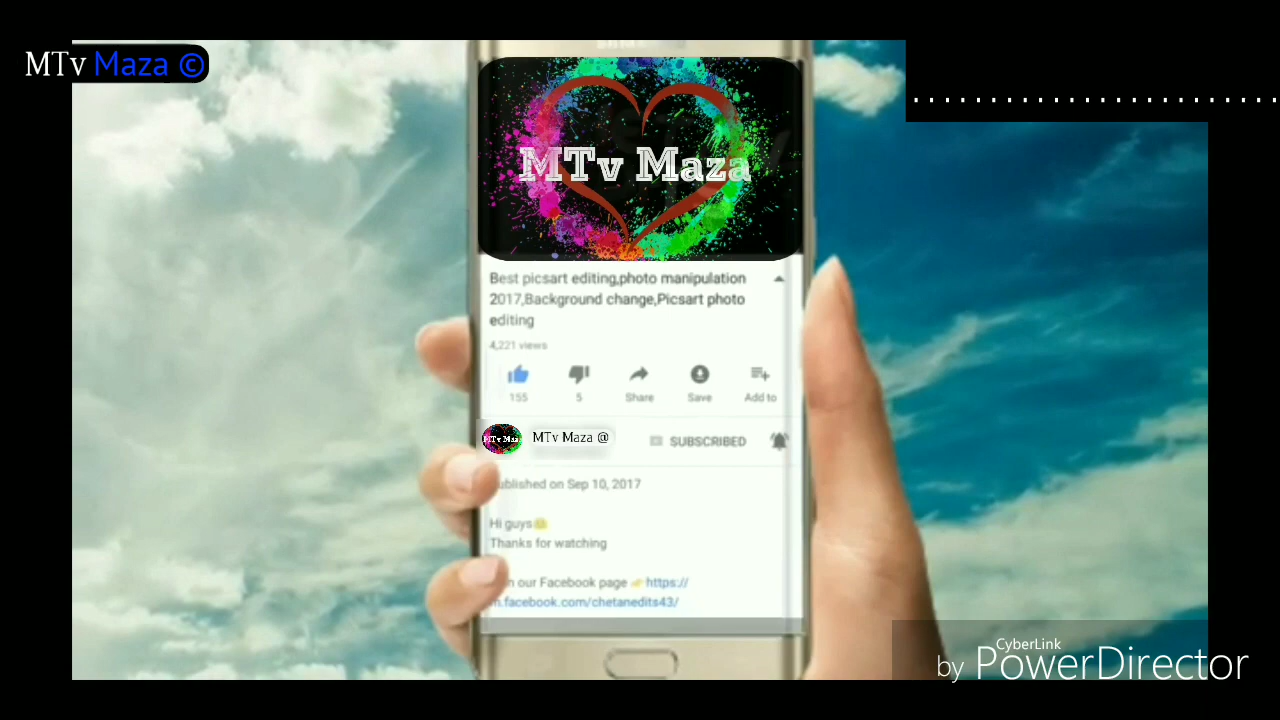 MTv Maza ©
MTv Maza
Best picsart editing,photo manipulation
2017,Background change,Picsart photo
editing
4,221 views
155
5
Share
Save
Add to
MTv Maza
MTv Maza @
SUBSCRIBED
ublished on Sep 10, 2017
Hi guys
Thanks for watching
n our Facebook page 👉 https://
m.facebook.com/chetanedits43/
CyberLink
by PowerDirector